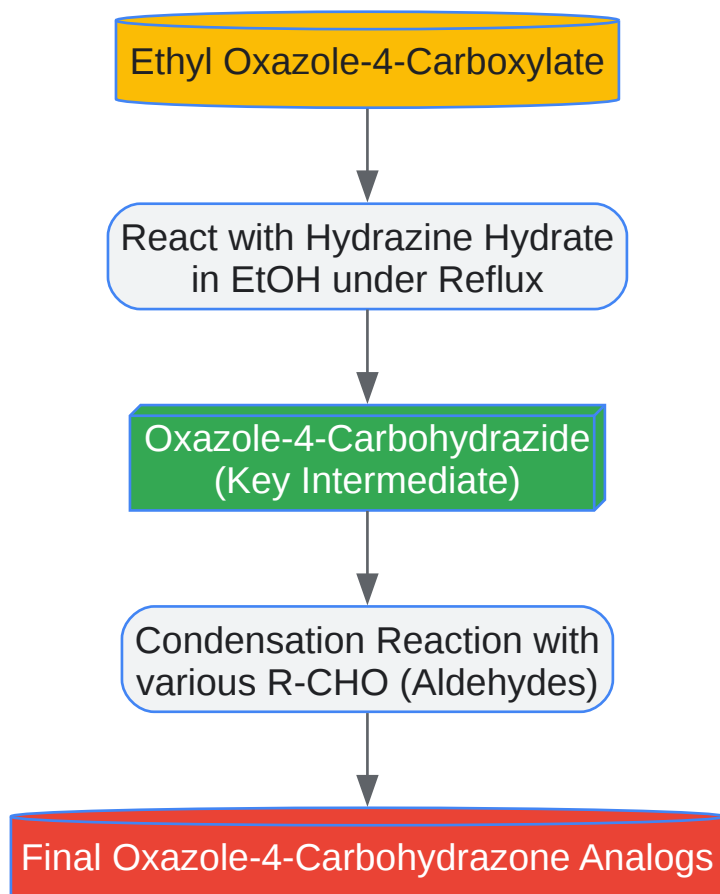 Ethyl Oxazole-4-Carboxylate
React with Hydrazine Hydrate
in EtOH under Reflux
Oxazole-4-Carbohydrazide
(Key Intermediate)
Condensation Reaction with
various R-CHO (Aldehydes)
Final Oxazole-4-Carbohydrazone Analogs